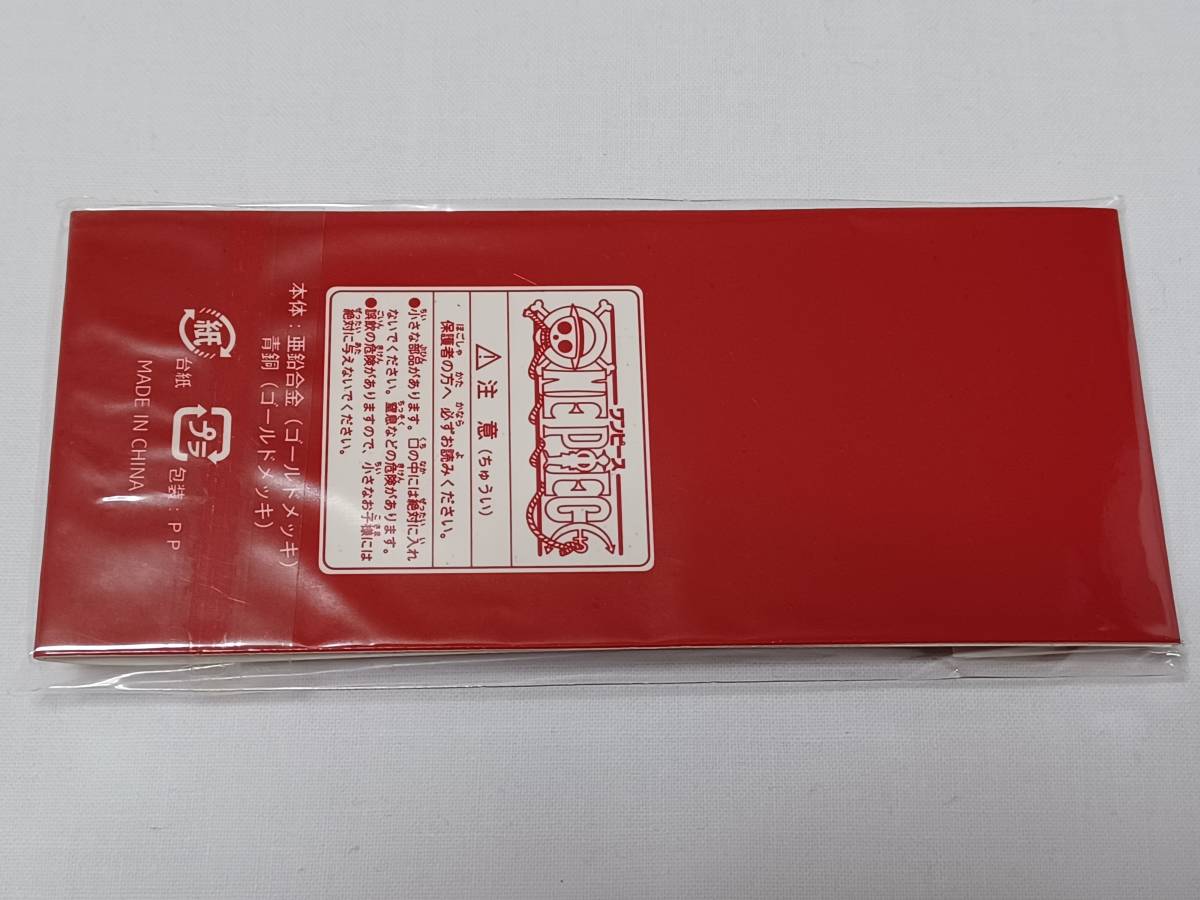 ワンピース
ONE PIECE
⚠注 意(ちゅうい)
保護者の方へ 必ずお読みください。
●小さな部品があります。口の中には絶対に入れ
ないでください。窒息などの危険があります。
●誤飲の危険がありますので、小さなお子様には
絶対に与えないでください。
本体:亜鉛合金(ゴールドメッキ)
青銅(ゴールドメッキ)
紙 台紙 プラ 包装:PP
MADE IN CHINA